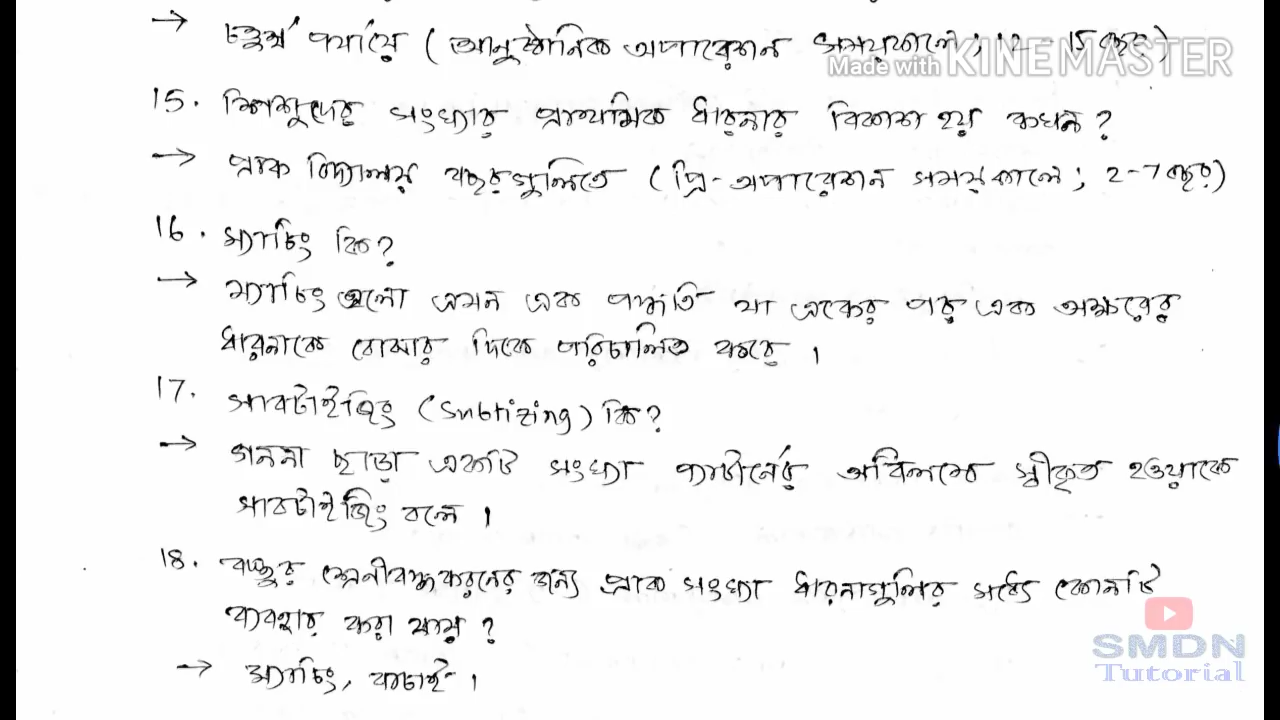 → চতুর্থ পর্যায়ে (আনুষ্ঠানিক অপারেশন সময়কালে; 12 - 15 বছর)
Made with KINEMASTER
15. শিশুদের সংখ্যার প্রাথমিক ধারনার বিকাশ হয় কখন?
→ প্রাক বিদ্যালয় বছরগুলিতে (প্রি-অপারেশন সময়কালে; 2-7 বছর)
16. ম্যাচিং কি?
→ ম্যাচিং হলো এমন এক পদ্ধতি যা একের পর এক অক্ষরের
ধারনাকে বোঝার দিকে পরিচালিত করে।
17. সাবটাইজিং (Subtizing) কি?
→ গননা ছাড়া একটি সংখ্যা প্যাটার্নের অবিলম্বে স্বীকৃত হওয়াকে
সাবটাইজিং বলে।
18. বস্তুর শ্রেনীবদ্ধকরনের জন্য প্রাক সংখ্যা ধারনাগুলির মধ্যে কোনটি
ব্যবহার করা যায়?
→ ম্যাচিং, বাছাই।
SMDN
Tutorial